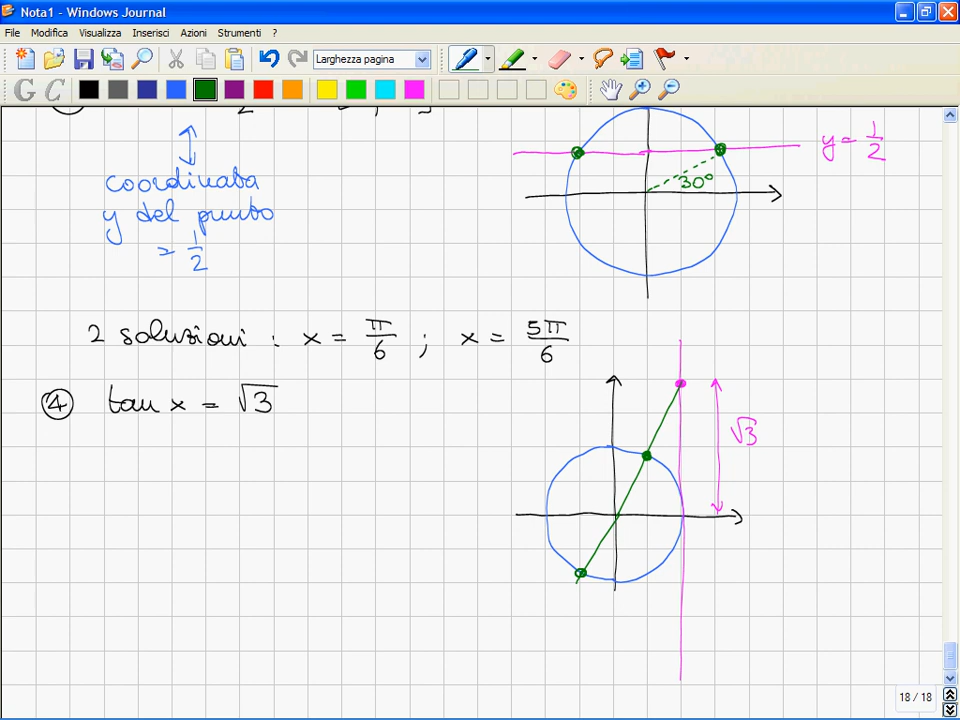 Nota1 - Windows Journal
File Modifica Visualizza Inserisci Azioni Strumenti ?
Larghezza pagina
y = 1/2
30°
coordinata
y del punto
= 1/2
2 soluzioni : x = π/6 ; x = 5π/6
④ tan x = √3
√3
18 / 18